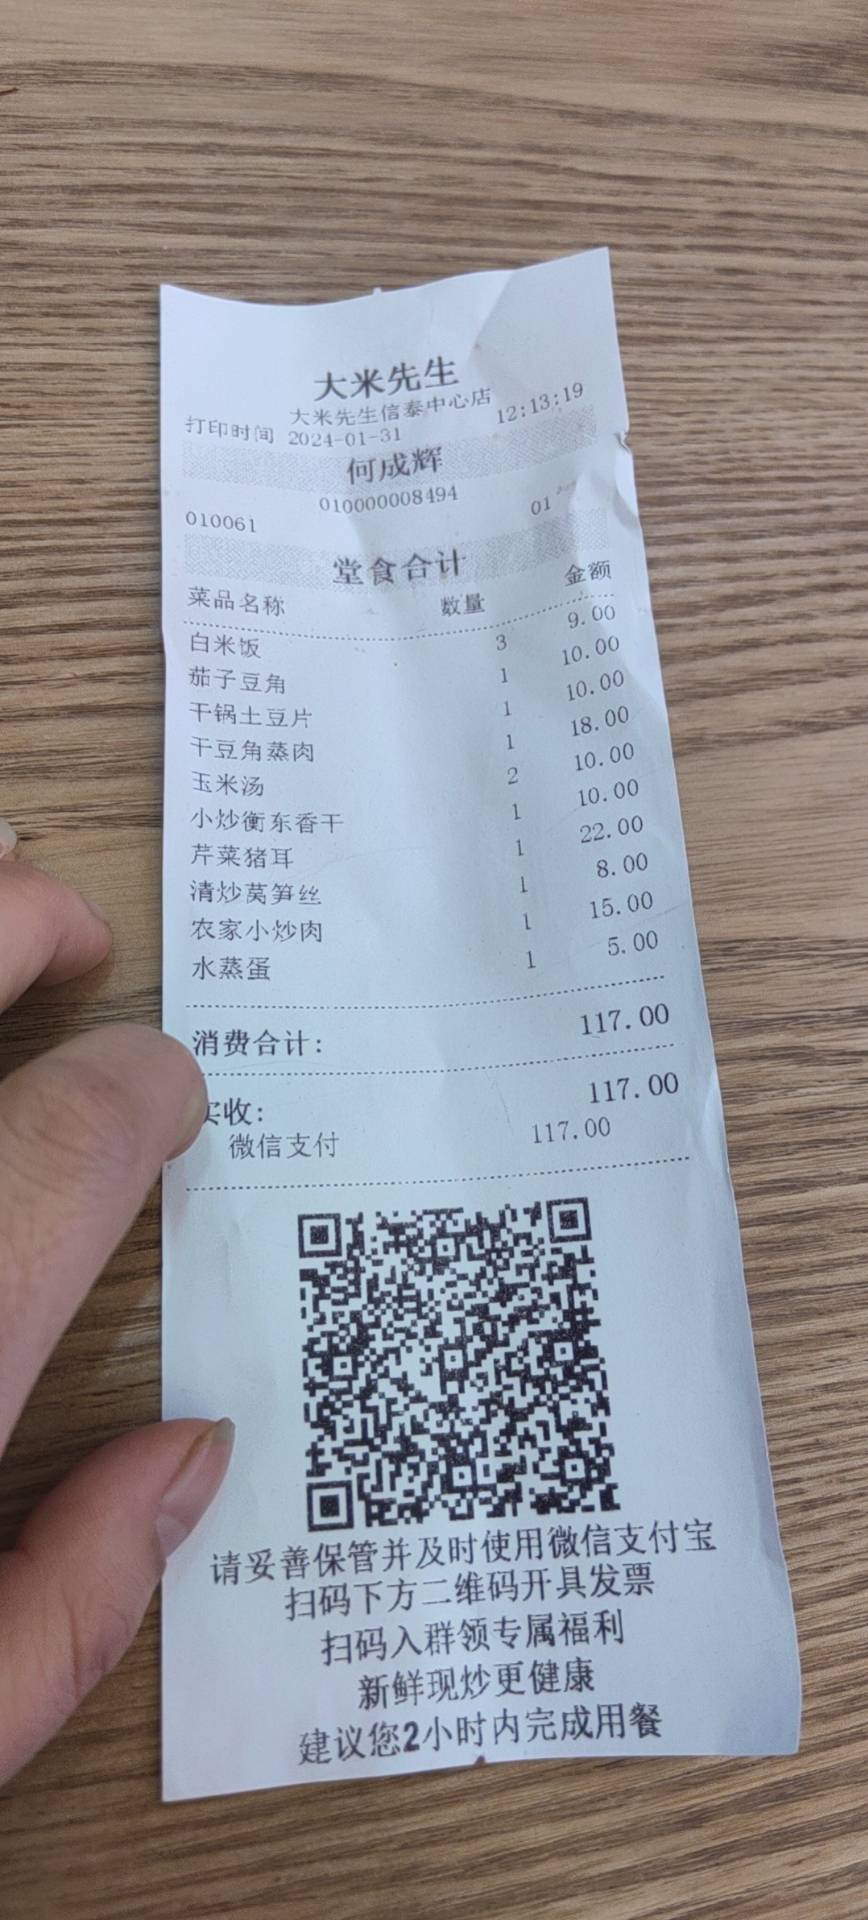 大米先生
大米先生信泰中心店
打印时间 2024-01-31 12:13:19
何成辉
010000008494
010061 01
堂食合计
菜品名称 数量 金额
白米饭 3 9.00
茄子豆角 1 10.00
干锅土豆片 1 10.00
干豆角蒸肉 1 18.00
玉米汤 2 10.00
小炒衡东香干 1 10.00
芹菜猪耳 1 22.00
清炒莴笋丝 1 8.00
农家小炒肉 1 15.00
水蒸蛋 1 5.00
消费合计: 117.00
实收: 117.00
微信支付 117.00
请妥善保管并及时使用微信支付宝
扫码下方二维码开具发票
扫码入群领专属福利
新鲜现炒更健康
建议您2小时内完成用餐